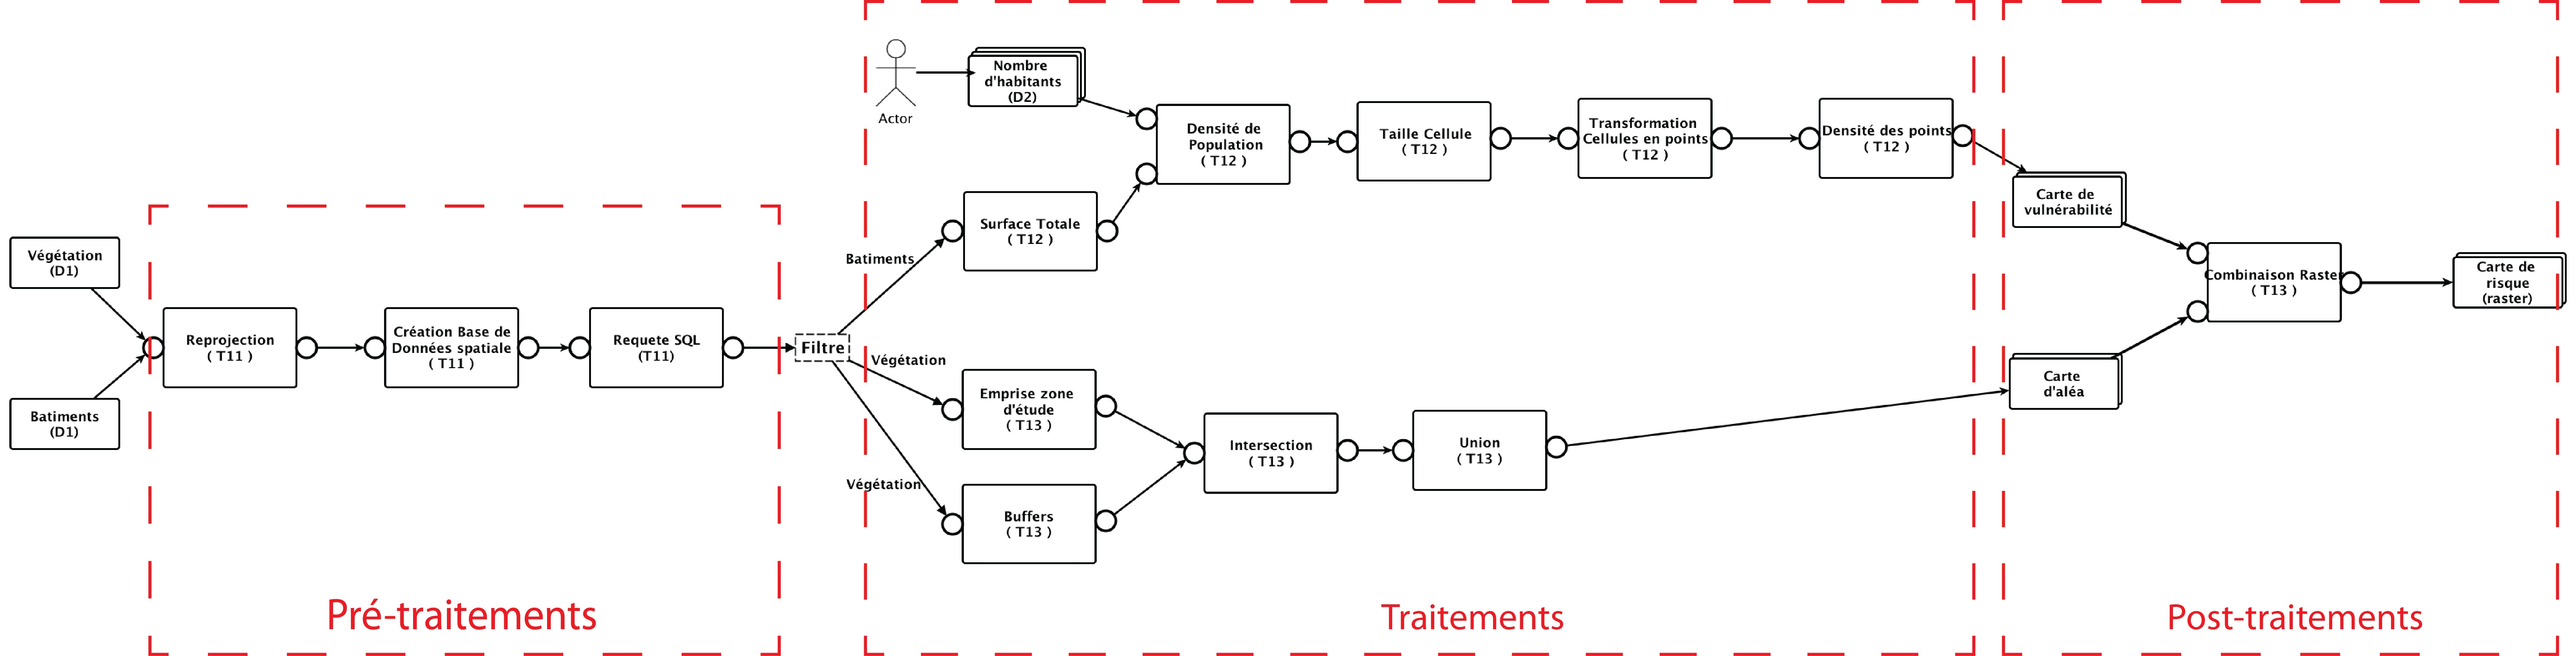 Végétation
(D1)
Batiments
(D1)
Reprojection
( T11 )
Création Base de
Données spatiale
( T11 )
Requete SQL
(T11)
Pré-traitements
Filtre
Batiments
Végétation
Végétation
Actor
Nombre
d'habitants
(D2)
Surface Totale
( T12 )
Densité de
Population
( T12 )
Taille Cellule
( T12 )
Transformation
Cellules en points
( T12 )
Densité des points
( T12 )
Emprise zone
d'étude
( T13 )
Buffers
( T13 )
Intersection
( T13 )
Union
( T13 )
Traitements
Carte de
vulnérabilité
Carte
d'aléa
Combinaison Raster
( T13 )
Carte de
risque
(raster)
Post-traitements